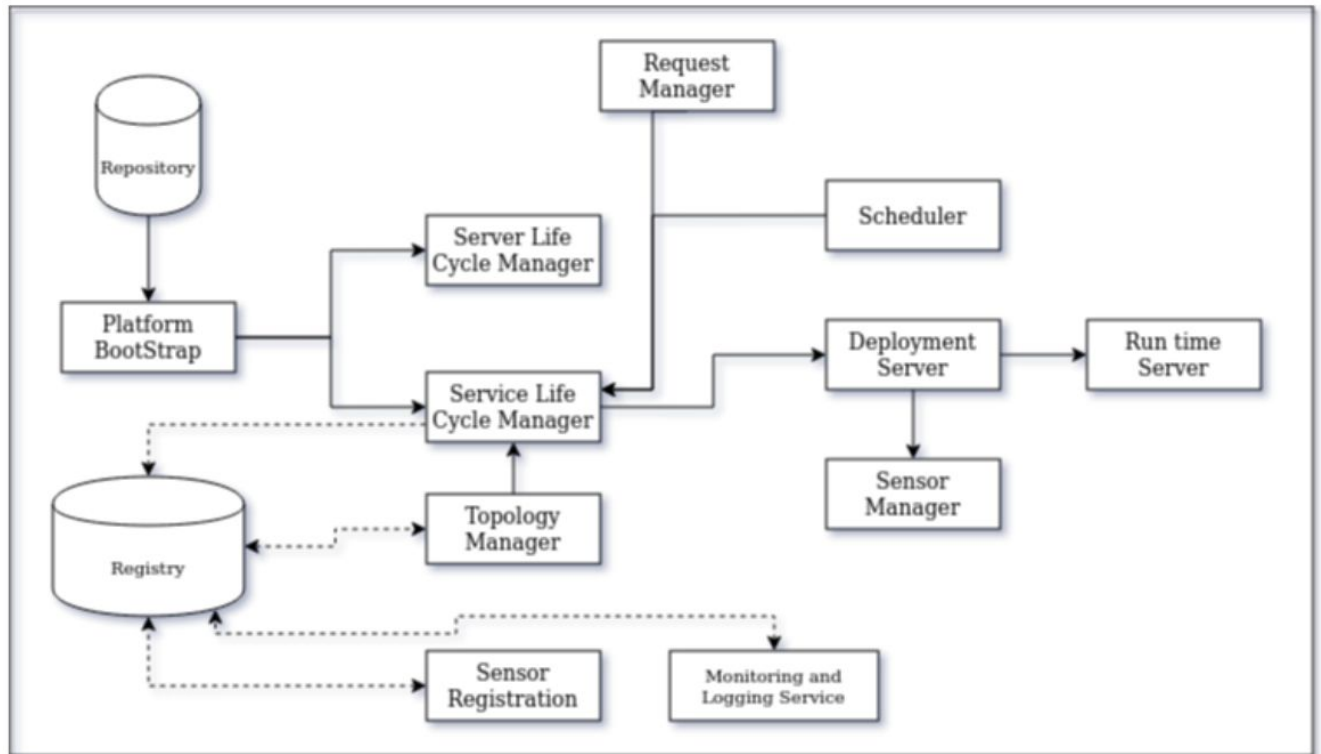 Request
Manager
Repository
Scheduler
Server Life
Cycle Manager
Platform
BootStrap
Deployment
Server
Run time
Server
Service Life
Cycle Manager
Sensor
Manager
Topology
Manager
Registry
Sensor
Registration
Monitoring and
Logging Service